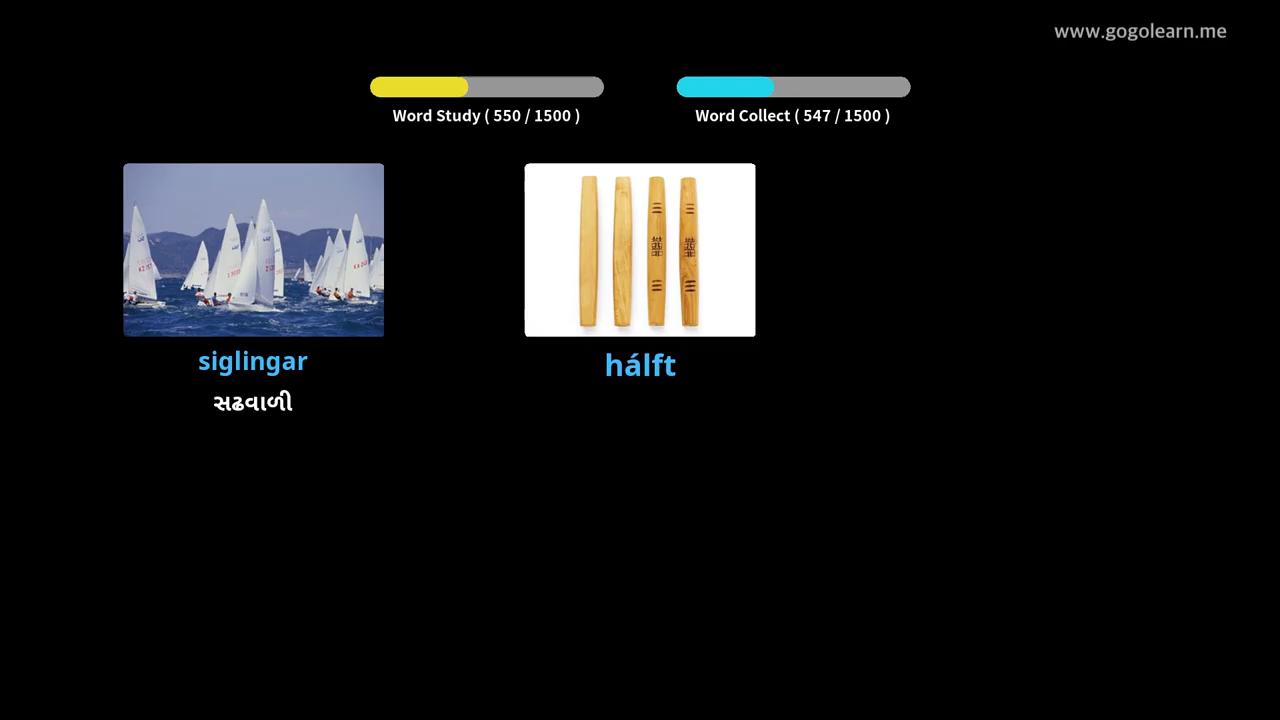 www.gogolearn.me
Word Study ( 550 / 1500 )
Word Collect ( 547 / 1500 )
siglingar
સઢવાળી
hálft